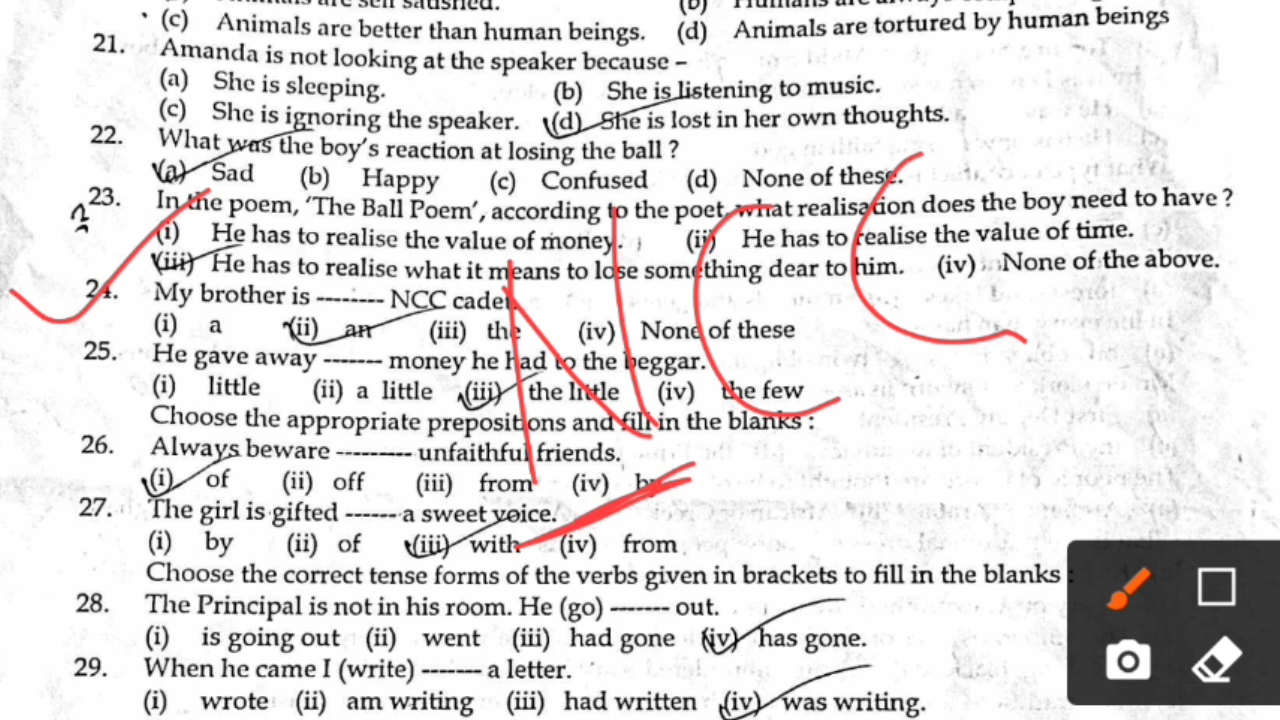 (b)
(c) Animals are better than human beings. (d) Animals are tortured by human beings
21. Amanda is not looking at the speaker because –
(a) She is sleeping. (b) She is listening to music.
(c) She is ignoring the speaker. (d) She is lost in her own thoughts.
22. What was the boy's reaction at losing the ball ?
(a) Sad (b) Happy (c) Confused (d) None of these.
23. In the poem, 'The Ball Poem', according to the poet, what realisation does the boy need to have ?
(i) He has to realise the value of money. (ii) He has to realise the value of time.
(iii) He has to realise what it means to lose something dear to him. (iv) None of the above.
24. My brother is -------- NCC cadet.
(i) a (ii) an (iii) the (iv) None of these
25. He gave away ------- money he had to the beggar.
(i) little (ii) a little (iii) the little (iv) the few
Choose the appropriate prepositions and fill in the blanks :
26. Always beware --------- unfaithful friends.
(i) of (ii) off (iii) from (iv) by
27. The girl is gifted ------- a sweet voice.
(i) by (ii) of (iii) with (iv) from
Choose the correct tense forms of the verbs given in brackets to fill in the blanks :
28. The Principal is not in his room. He (go) ------- out.
(i) is going out (ii) went (iii) had gone (iv) has gone.
29. When he came I (write) ------- a letter.
(i) wrote (ii) am writing (iii) had written (iv) was writing.
NCC